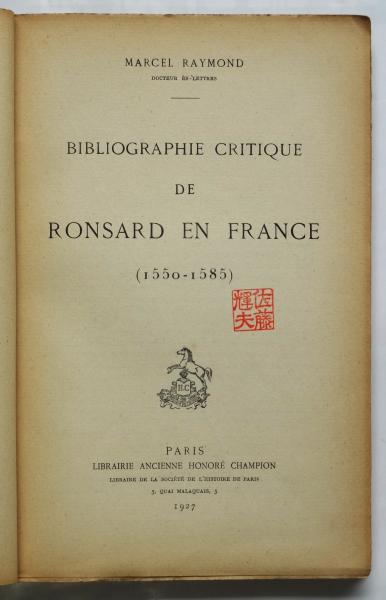 MARCEL RAYMOND
DOCTEUR ÈS-LETTRES
BIBLIOGRAPHIE CRITIQUE
DE
RONSARD EN FRANCE
(1550-1585)
佐藤
輝夫
H.C
PARIS
LIBRAIRIE ANCIENNE HONORÉ CHAMPION
LIBRAIRE DE LA SOCIÉTÉ DE L'HISTOIRE DE PARIS
5, QUAI MALAQUAIS, 5
1927